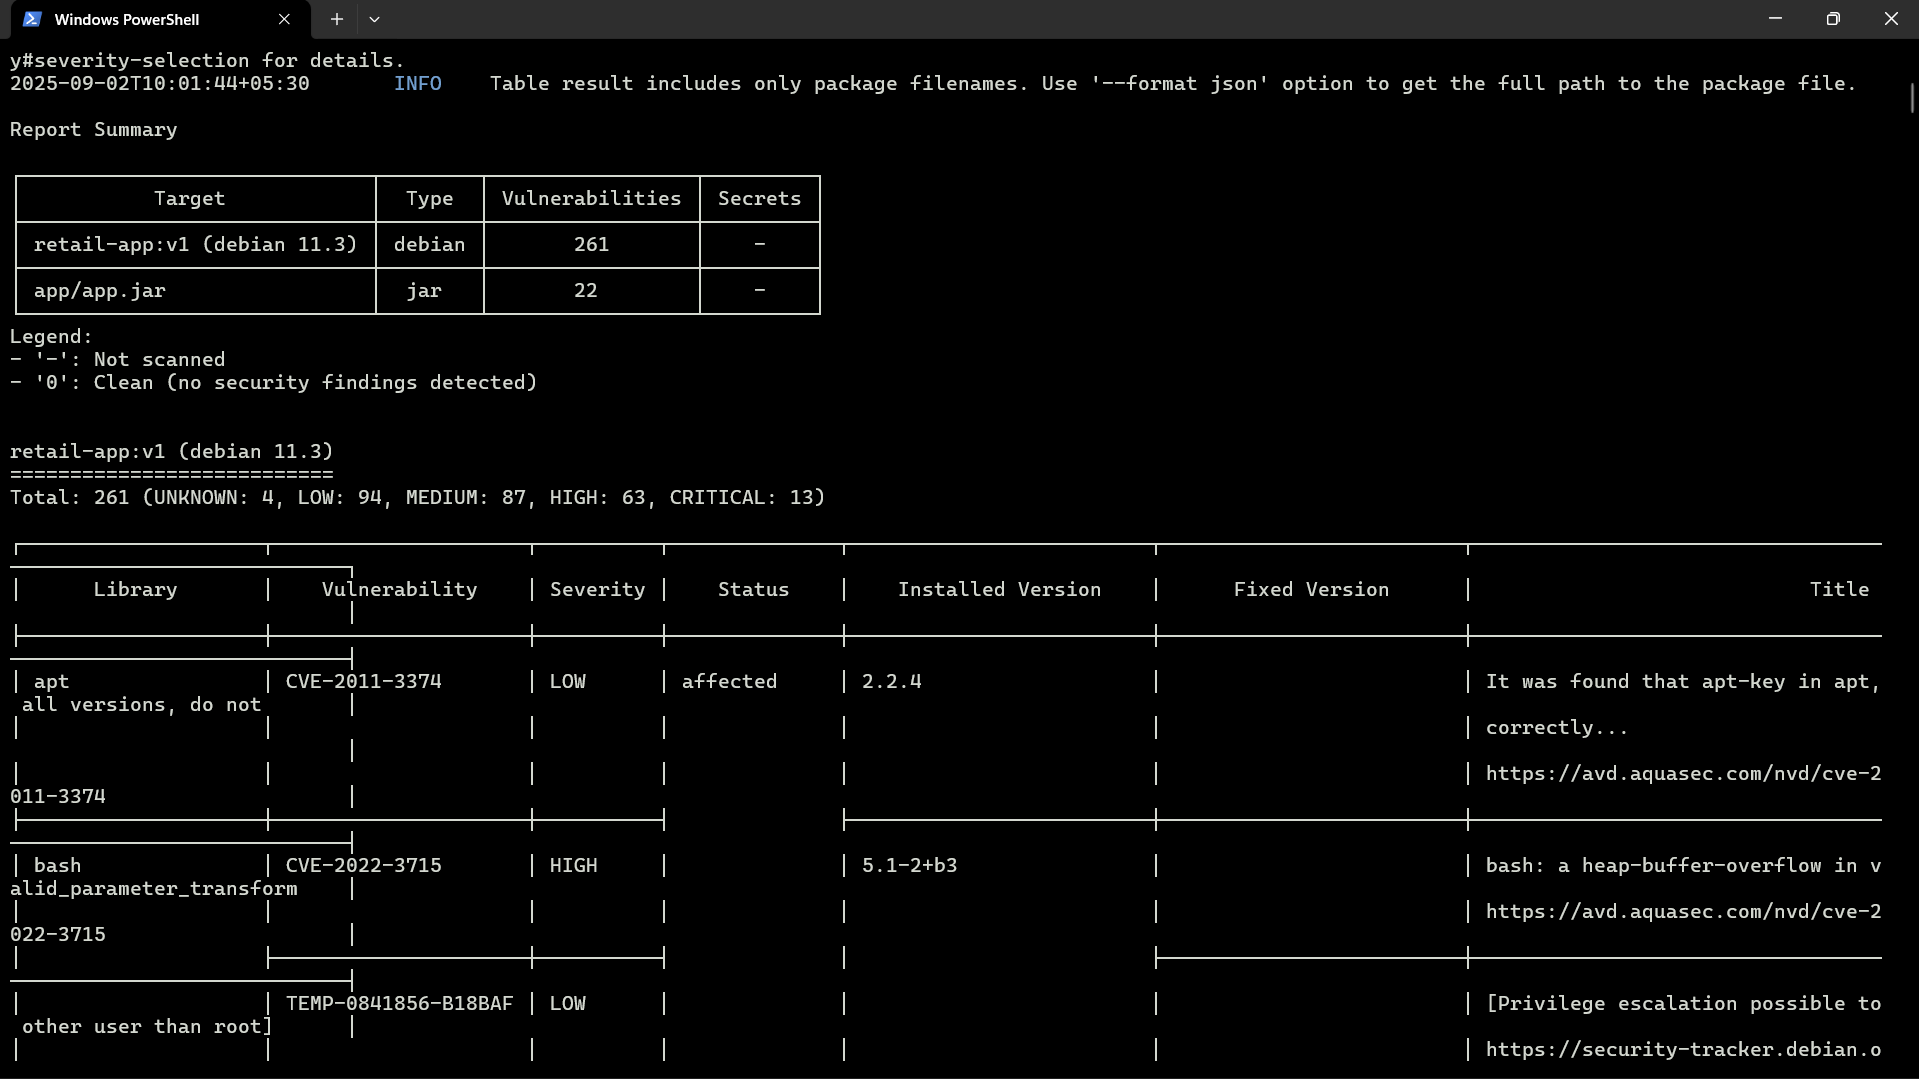 Windows PowerShell
y#severity-selection for details.
2025-09-02T10:01:44+05:30 INFO Table result includes only package filenames. Use '--format json' option to get the full path to the package file.
Report Summary
Target Type Vulnerabilities Secrets
retail-app:v1 (debian 11.3) debian 261 -
app/app.jar jar 22 -
Legend:
- '-': Not scanned
- '0': Clean (no security findings detected)
retail-app:v1 (debian 11.3)
===========================
Total: 261 (UNKNOWN: 4, LOW: 94, MEDIUM: 87, HIGH: 63, CRITICAL: 13)
Library Vulnerability Severity Status Installed Version Fixed Version Title
apt CVE-2011-3374 LOW affected 2.2.4 It was found that apt-key in apt,
all versions, do not
correctly...
https://avd.aquasec.com/nvd/cve-2
011-3374
bash CVE-2022-3715 HIGH 5.1-2+b3 bash: a heap-buffer-overflow in v
alid_parameter_transform
https://avd.aquasec.com/nvd/cve-2
022-3715
TEMP-0841856-B18BAF LOW [Privilege escalation possible to
other user than root]
https://security-tracker.debian.o